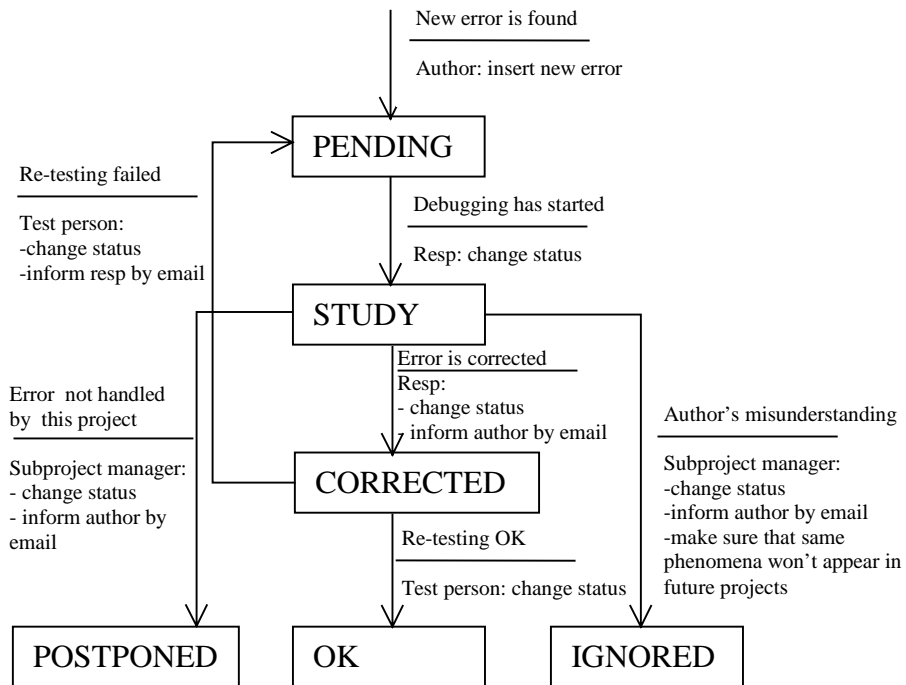 New error is found
Author: insert new error
PENDING
Re-testing failed
Test person:
-change status
-inform resp by email
Debugging has started
Resp: change status
STUDY
Error is corrected
Resp:
- change status
- inform author by email
Error  not handled
by  this project
Subproject manager:
- change status
- inform author by
email
Author’s misunderstanding
Subproject manager:
-change status
-inform author by email
-make sure that same
phenomena won’t appear in
future projects
CORRECTED
Re-testing OK
Test person: change status
POSTPONED
OK
IGNORED